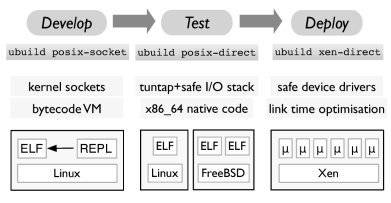 Develop Test Deploy
ubuild posix-socket ubuild posix-direct ubuild xen-direct
kernel sockets tuntap+safe I/O stack safe device drivers
bytecode VM x86_64 native code link time optimisation
ELF REPL ELF ELF ELF μ μ μ μ μ μ
Linux Linux FreeBSD Xen